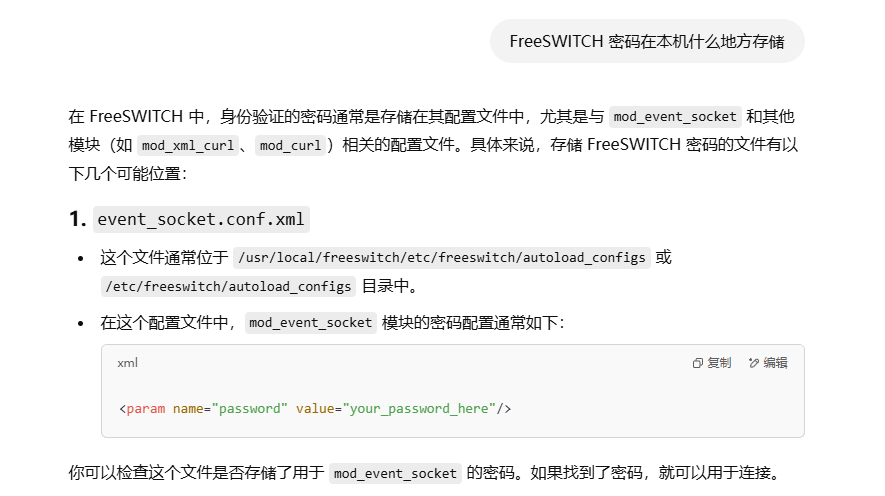 FreeSWITCH 密码在本机什么地方存储
在 FreeSWITCH 中，身份验证的密码通常是存储在其配置文件中，尤其是与 mod_event_socket 和其他
模块（如 mod_xml_curl、mod_curl）相关的配置文件。具体来说，存储 FreeSWITCH 密码的文件有以
下几个可能位置：
1. event_socket.conf.xml
• 这个文件通常位于 /usr/local/freeswitch/etc/freeswitch/autoload_configs 或
/etc/freeswitch/autoload_configs 目录中。
• 在这个配置文件中，mod_event_socket 模块的密码配置通常如下：
xml 复制 编辑
<param name="password" value="your_password_here"/>
你可以检查这个文件是否存储了用于 mod_event_socket 的密码。如果找到了密码，就可以用于连接。